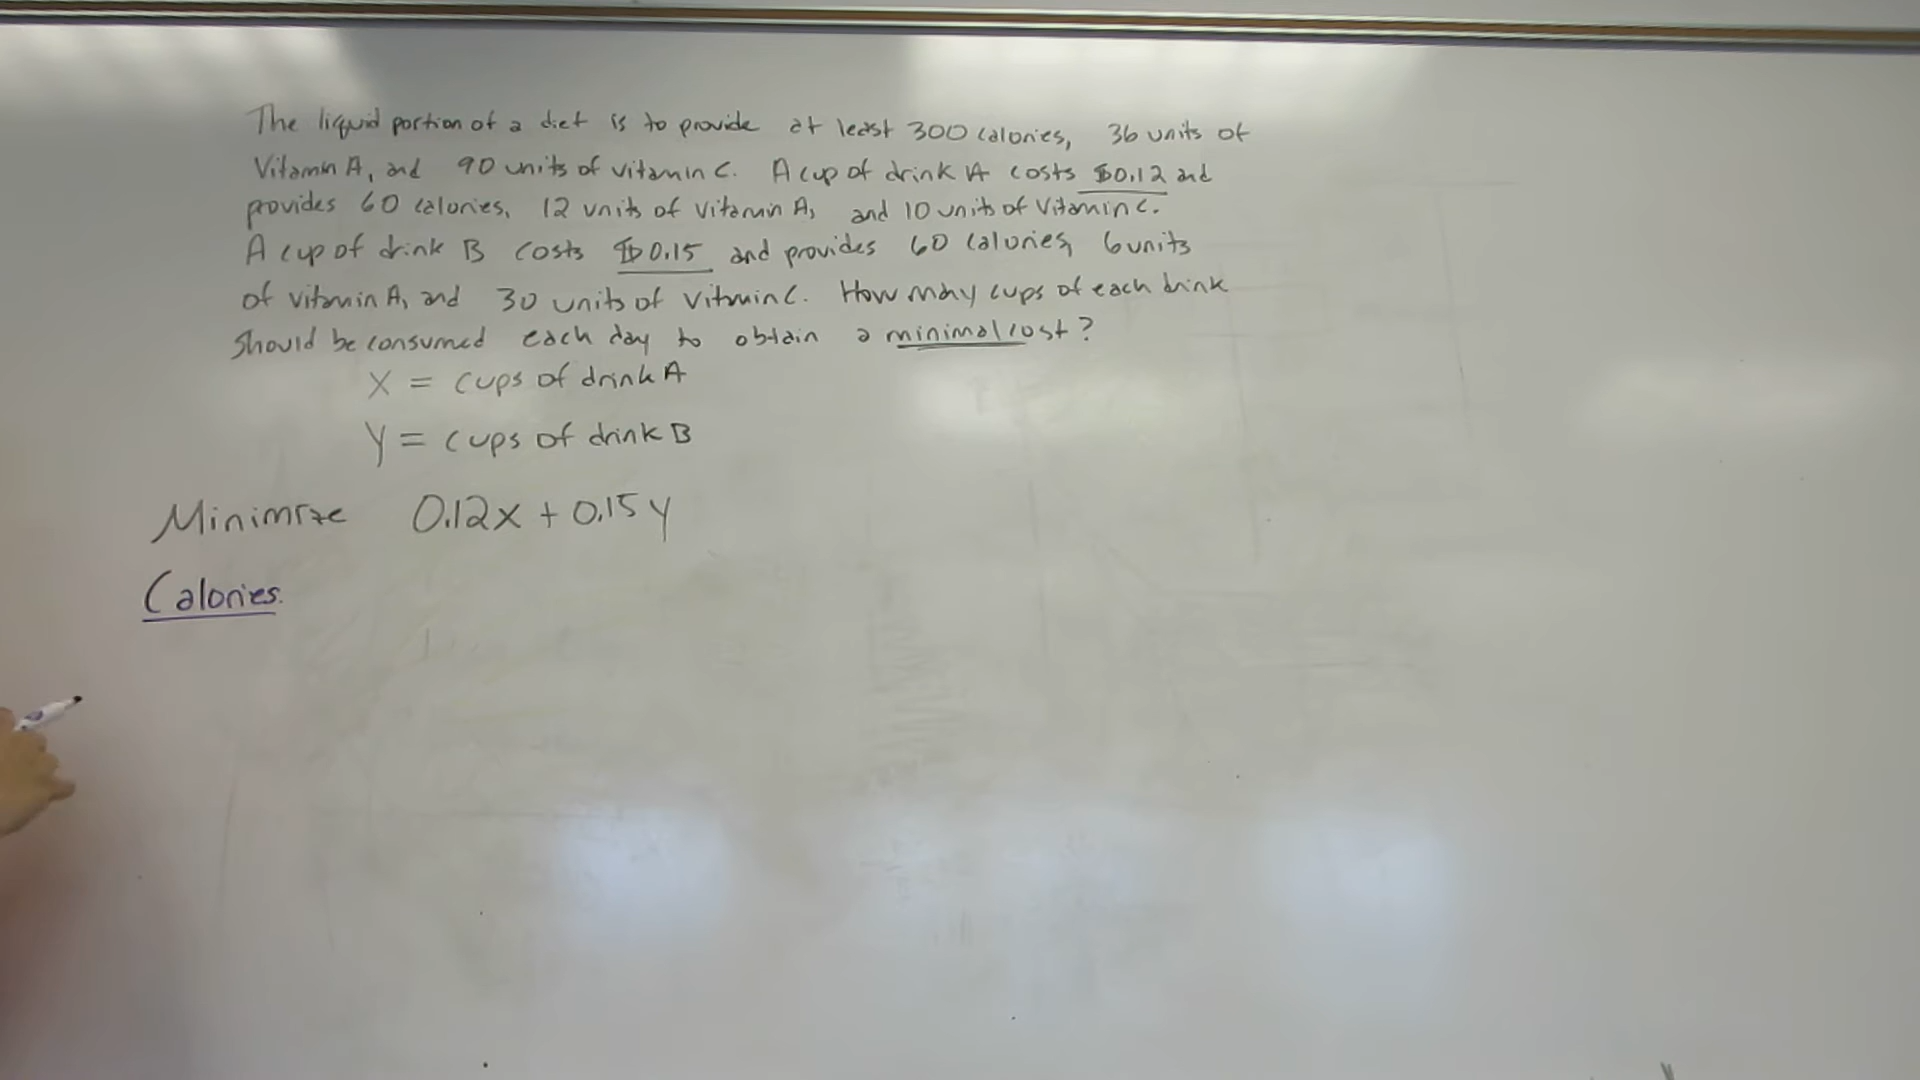 The liquid portion of a diet is to provide at least 300 calories, 36 units of
Vitamin A, and 90 units of vitamin C. A cup of drink A costs $0.12 and
provides 60 calories, 12 units of vitamin A, and 10 units of Vitamin C.
A cup of drink B costs $0.15 and provides 60 calories, 6 units
of vitamin A, and 30 units of vitamin C. How many cups of each drink
should be consumed each day to obtain a minimal cost?
X = cups of drink A
Y = cups of drink B
Minimize 0.12x + 0.15y
Calories.